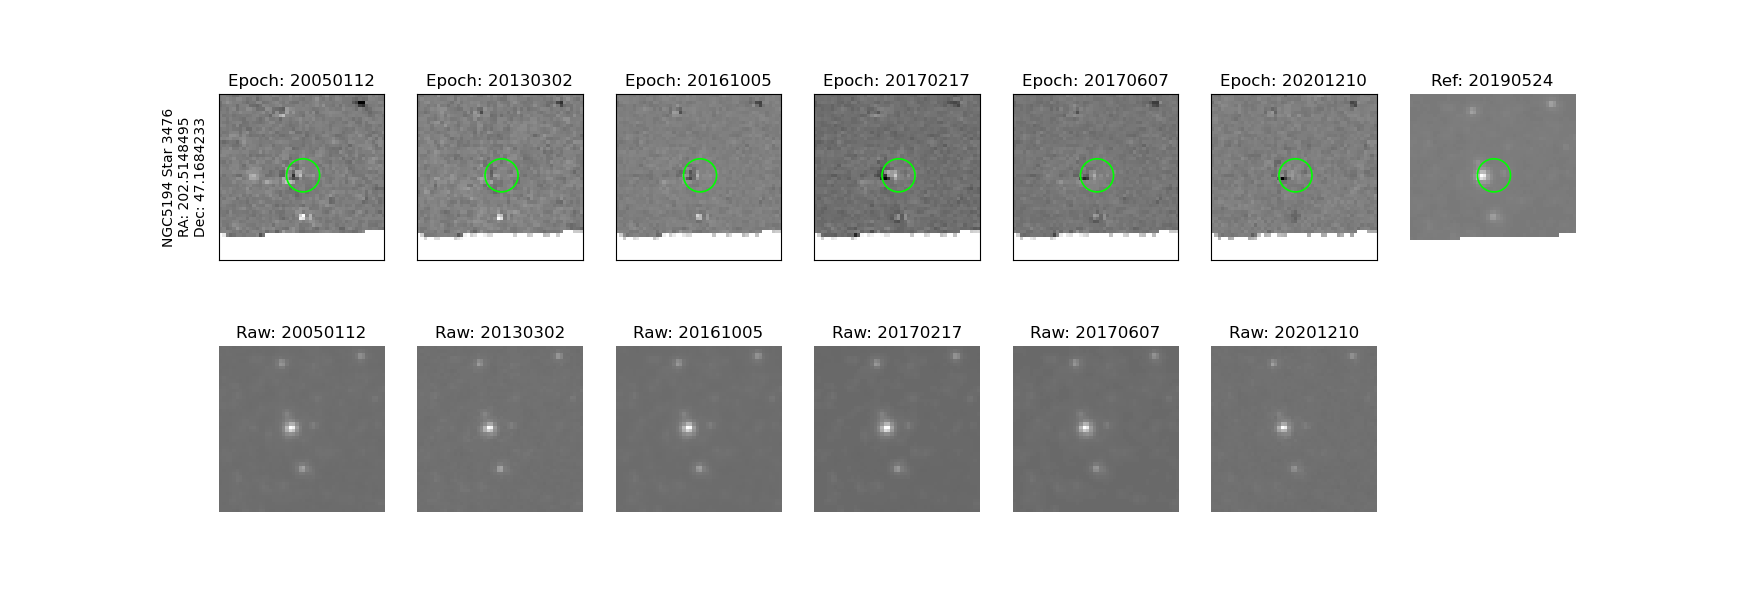 Epoch: 20050112
Epoch: 20130302
Epoch: 20161005
Epoch: 20170217
Epoch: 20170607
Epoch: 20201210
Ref: 20190524
NGC5194 Star 3476
RA: 202.5148495
Dec: 47.1684233
Raw: 20050112
Raw: 20130302
Raw: 20161005
Raw: 20170217
Raw: 20170607
Raw: 20201210